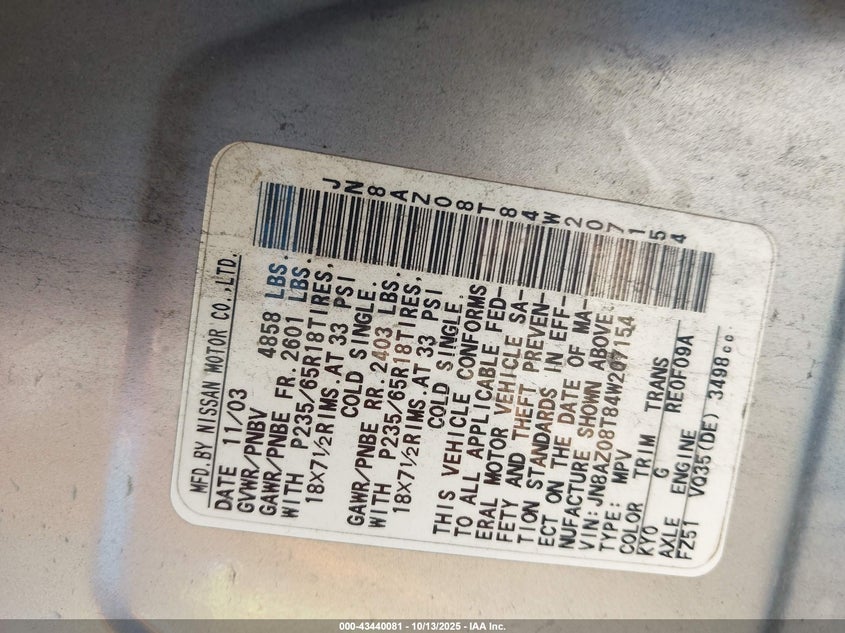 MFD.BY NISSAN MOTOR CO.,LTD.
DATE 11/03
GVWR/PNBV 4858 LBS.
GAWR/PNBE FR.2601 LBS.
WITH P235/65R18TIRES,
18X7½RIMS.AT 33 PSI
COLD SINGLE.
GAWR/PNBE RR.2403 LBS.
WITH P235/65R18TIRES,
18X7½RIMS.AT 33 PSI
COLD SINGLE.
THIS VEHICLE CONFORMS
TO ALL APPLICABLE FED-
ERAL MOTOR VEHICLE SA-
FETY AND THEFT PREVEN-
TION STANDARDS IN EFF-
ECT ON THE DATE OF MA-
NUFACTURE SHOWN ABOVE.
VIN: JN8AZ08T84W207154
TYPE: MPV
COLOR TRIM TRANS
KY0 G RE0F09A
AXLE ENGINE
FZ51 VQ35(DE) 3498cc.
JN8AZ08T84W207154
000-43440081 - 10/13/2025 - IAA Inc.